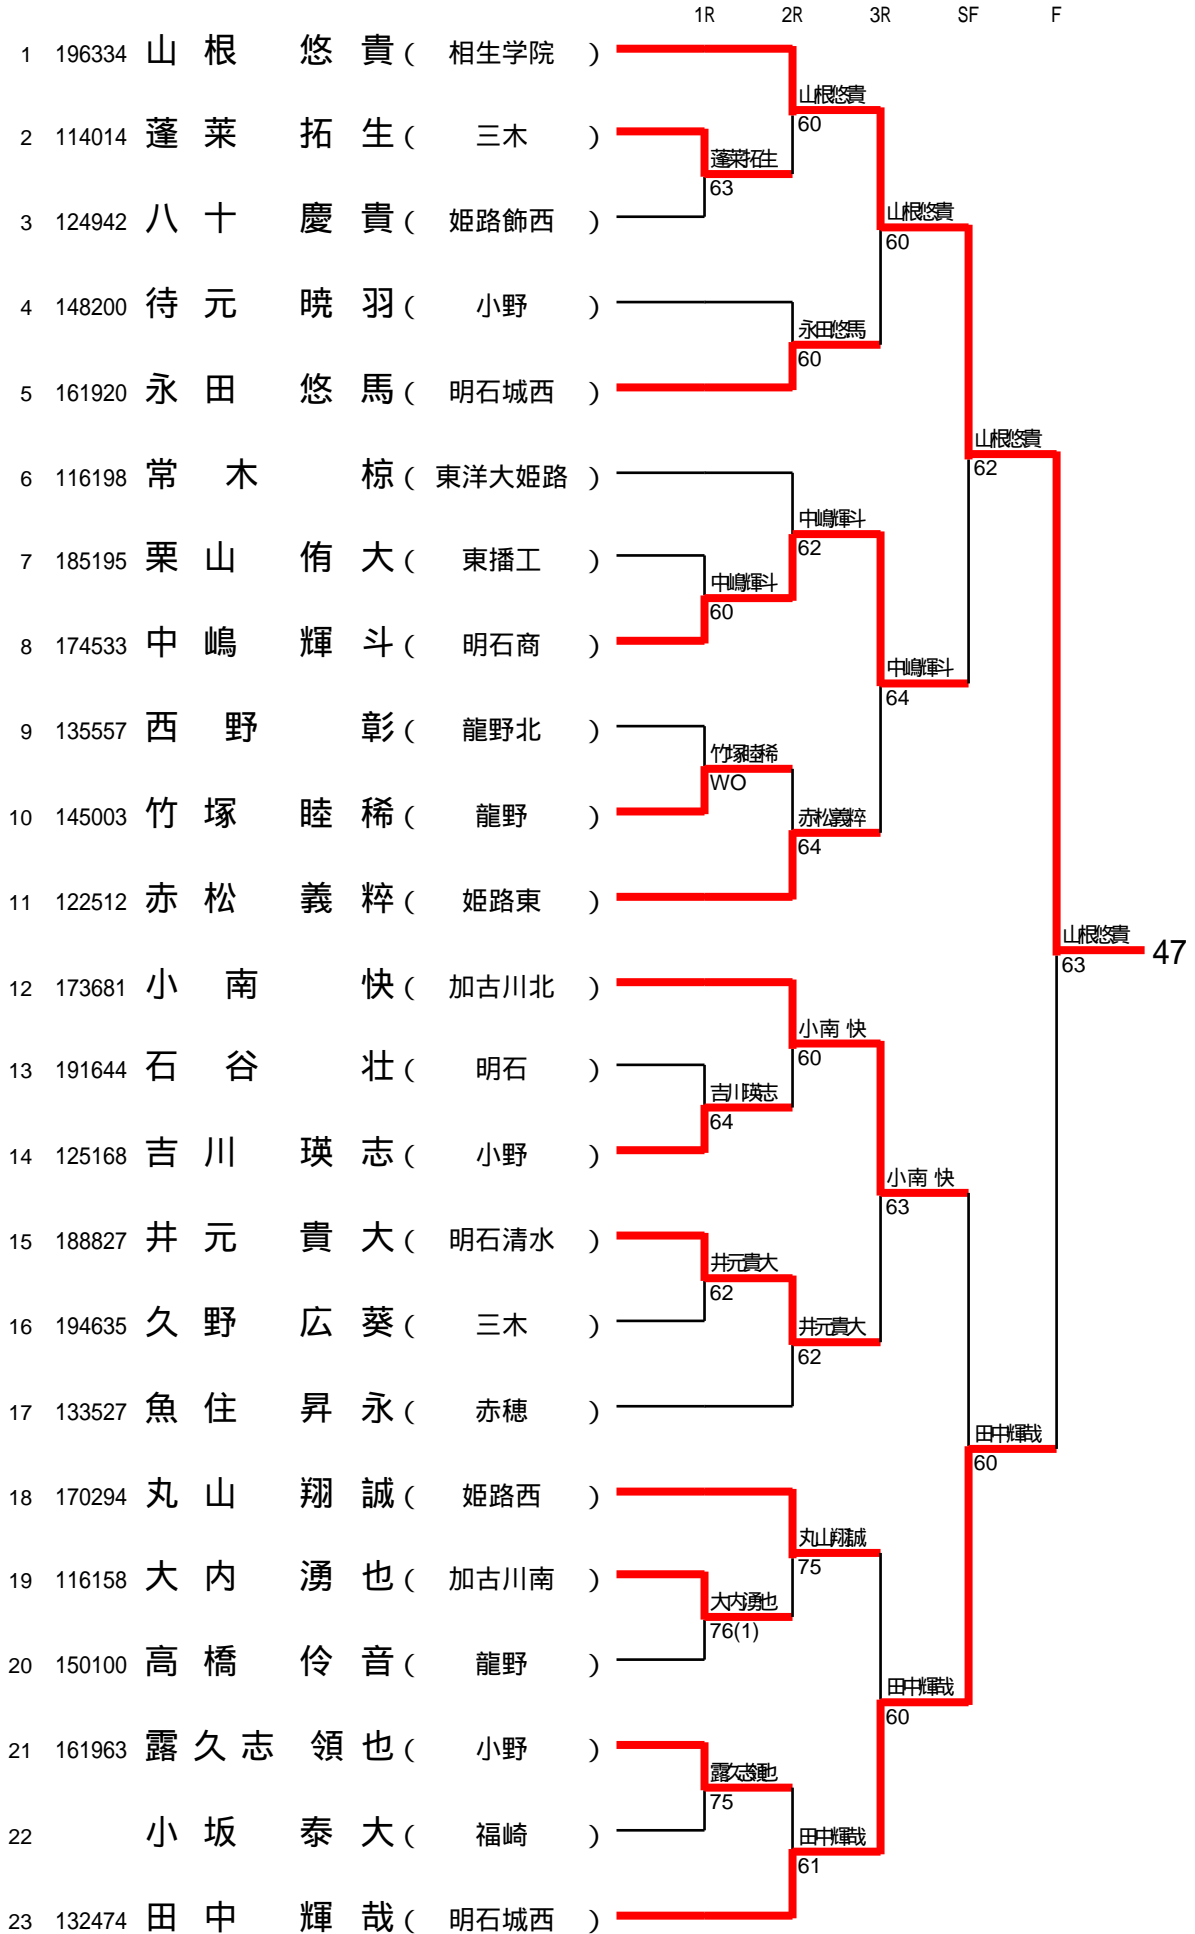 1R 2R 3R SF F
1 196334 山根 悠貴 ( 相生学院 )
山根悠貴
60
2 114014 蓬莱 拓生 ( 三木 )
蓬莱拓生
63
3 124942 八十 慶貴 ( 姫路飾西 )
山根悠貴
60
4 148200 待元 暁羽 ( 小野 )
永田悠馬
60
5 161920 永田 悠馬 ( 明石城西 )
山根悠貴
62
6 116198 常木 椋 ( 東洋大姫路 )
中嶋輝斗
62
7 185195 栗山 侑大 ( 東播工 )
中嶋輝斗
60
8 174533 中嶋 輝斗 ( 明石商 )
中嶋輝斗
64
9 135557 西野 彰 ( 龍野北 )
竹塚睦稀
WO
10 145003 竹塚 睦稀 ( 龍野 )
赤松義粋
64
11 122512 赤松 義粋 ( 姫路東 )
山根悠貴 47
63
12 173681 小南 快 ( 加古川北 )
小南 快
60
13 191644 石谷 壮 ( 明石 )
吉川瑛志
64
14 125168 吉川 瑛志 ( 小野 )
小南 快
63
15 188827 井元 貴大 ( 明石清水 )
井元貴大
62
16 194635 久野 広葵 ( 三木 )
井元貴大
62
17 133527 魚住 昇永 ( 赤穂 )
田中輝哉
60
18 170294 丸山 翔誠 ( 姫路西 )
丸山翔誠
75
19 116158 大内 湧也 ( 加古川南 )
大内湧也
76(1)
20 150100 高橋 伶音 ( 龍野 )
田中輝哉
60
21 161963 露久志 領也 ( 小野 )
露久志領也
75
22 小坂 泰大 ( 福崎 )
田中輝哉
61
23 132474 田中 輝哉 ( 明石城西 )